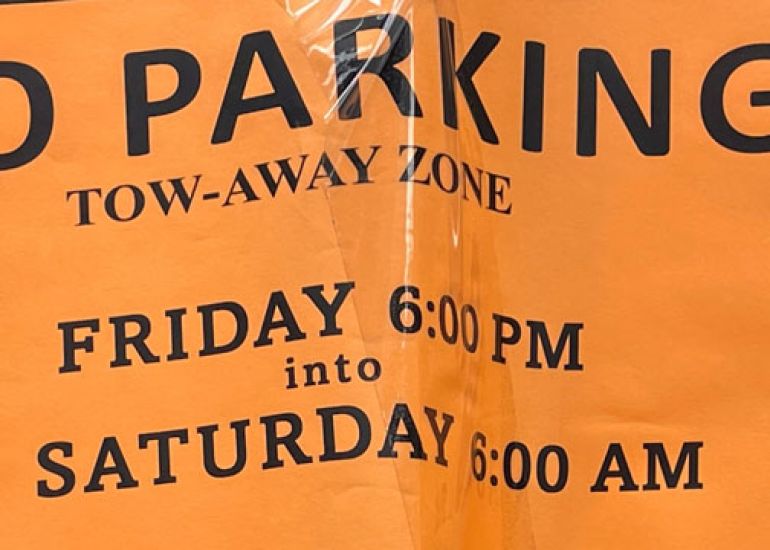 O PARKING
TOW-AWAY ZONE
FRIDAY 6:00 PM
into
SATURDAY 6:00 AM